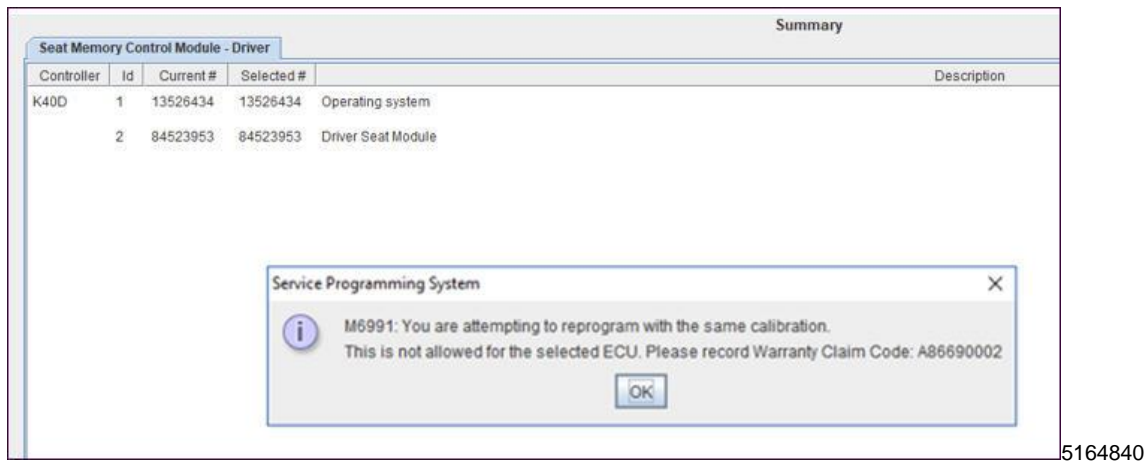 Summary
Seat Memory Control Module - Driver
Controller Id Current # Selected # Description
K40D 1 13526434 13526434 Operating system
2 84523953 84523953 Driver Seat Module
Service Programming System
M6991: You are attempting to reprogram with the same calibration.
This is not allowed for the selected ECU. Please record Warranty Claim Code: A86690002
OK
5164840